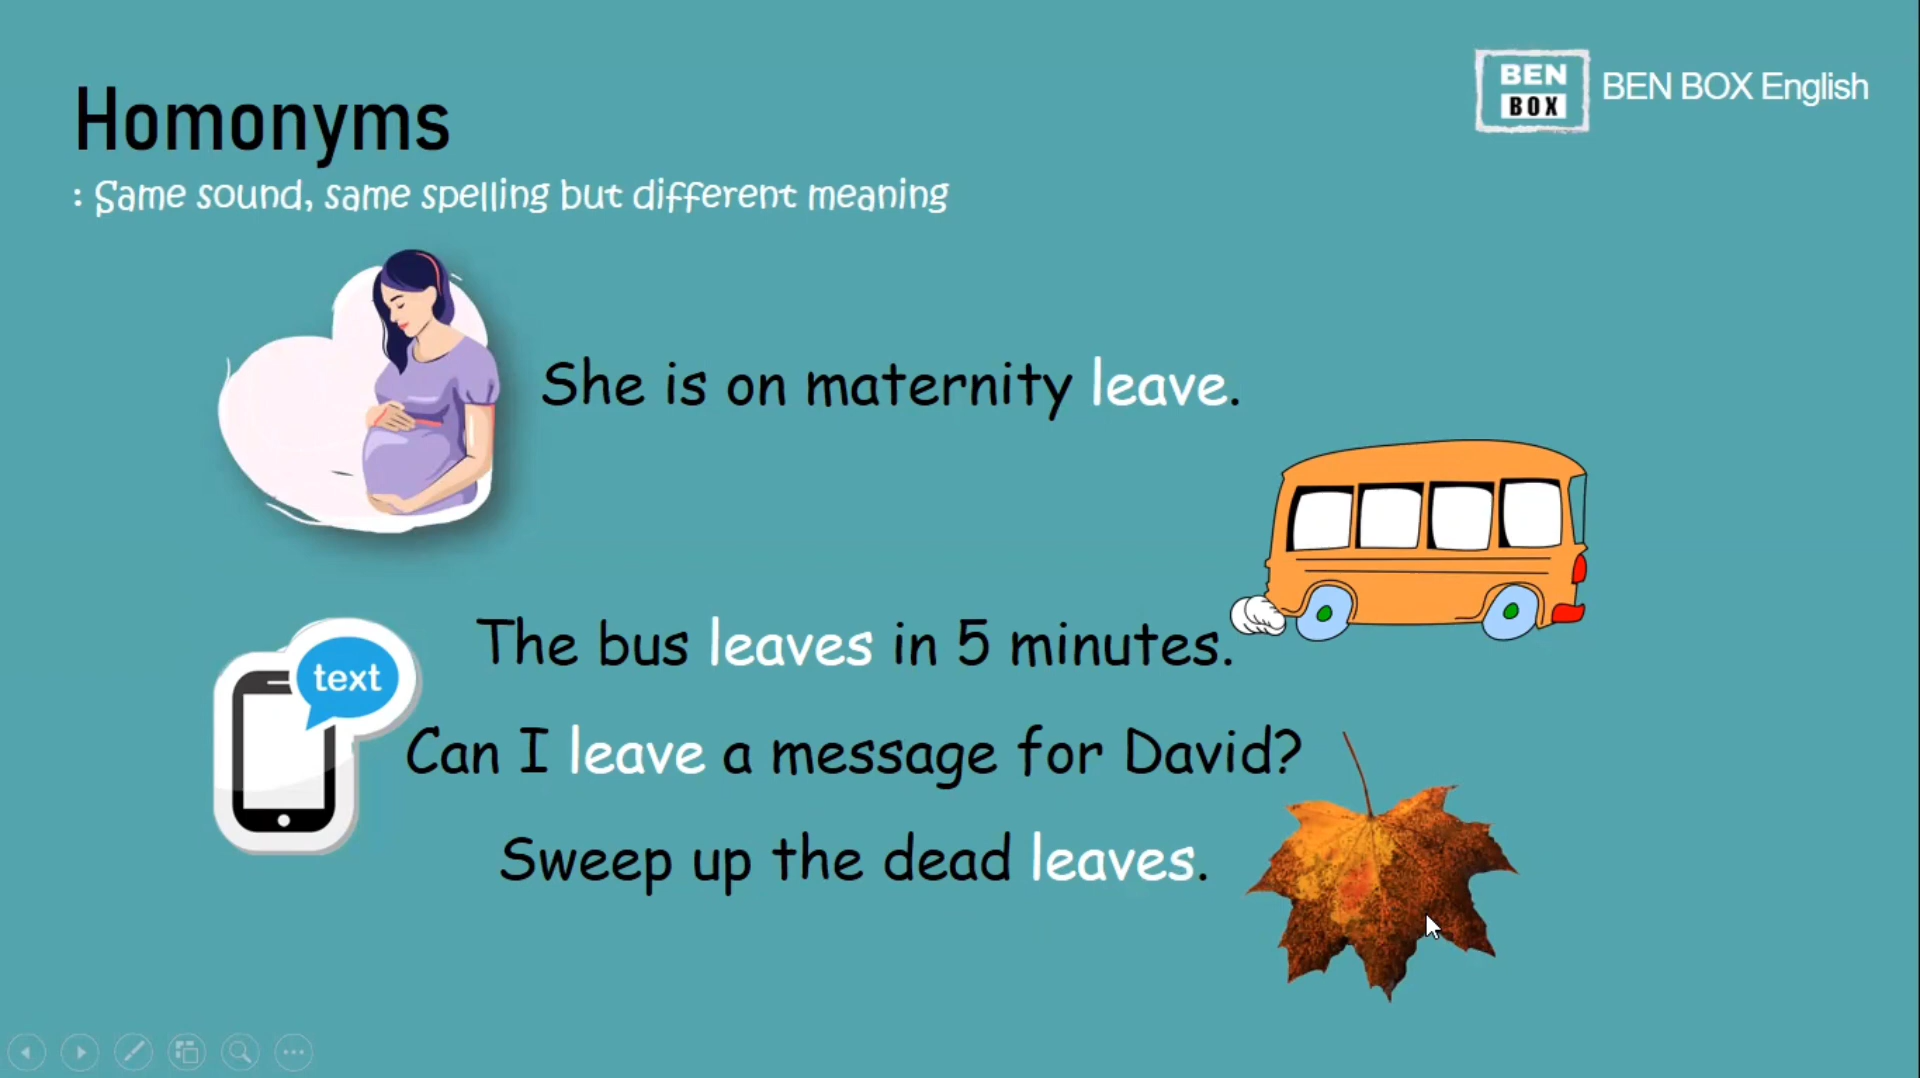 BEN
BOX
BEN BOX English
Homonyms
: Same sound, same spelling but different meaning
She is on maternity leave.
The bus leaves in 5 minutes.
text
Can I leave a message for David?
Sweep up the dead leaves.